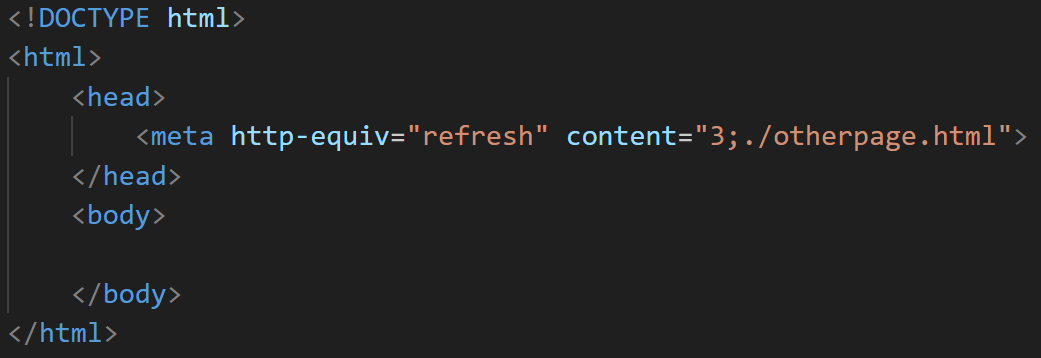 <!DOCTYPE html>
<html>
<head>
<meta http-equiv="refresh" content="3;./otherpage.html">
</head>
<body>
</body>
</html>